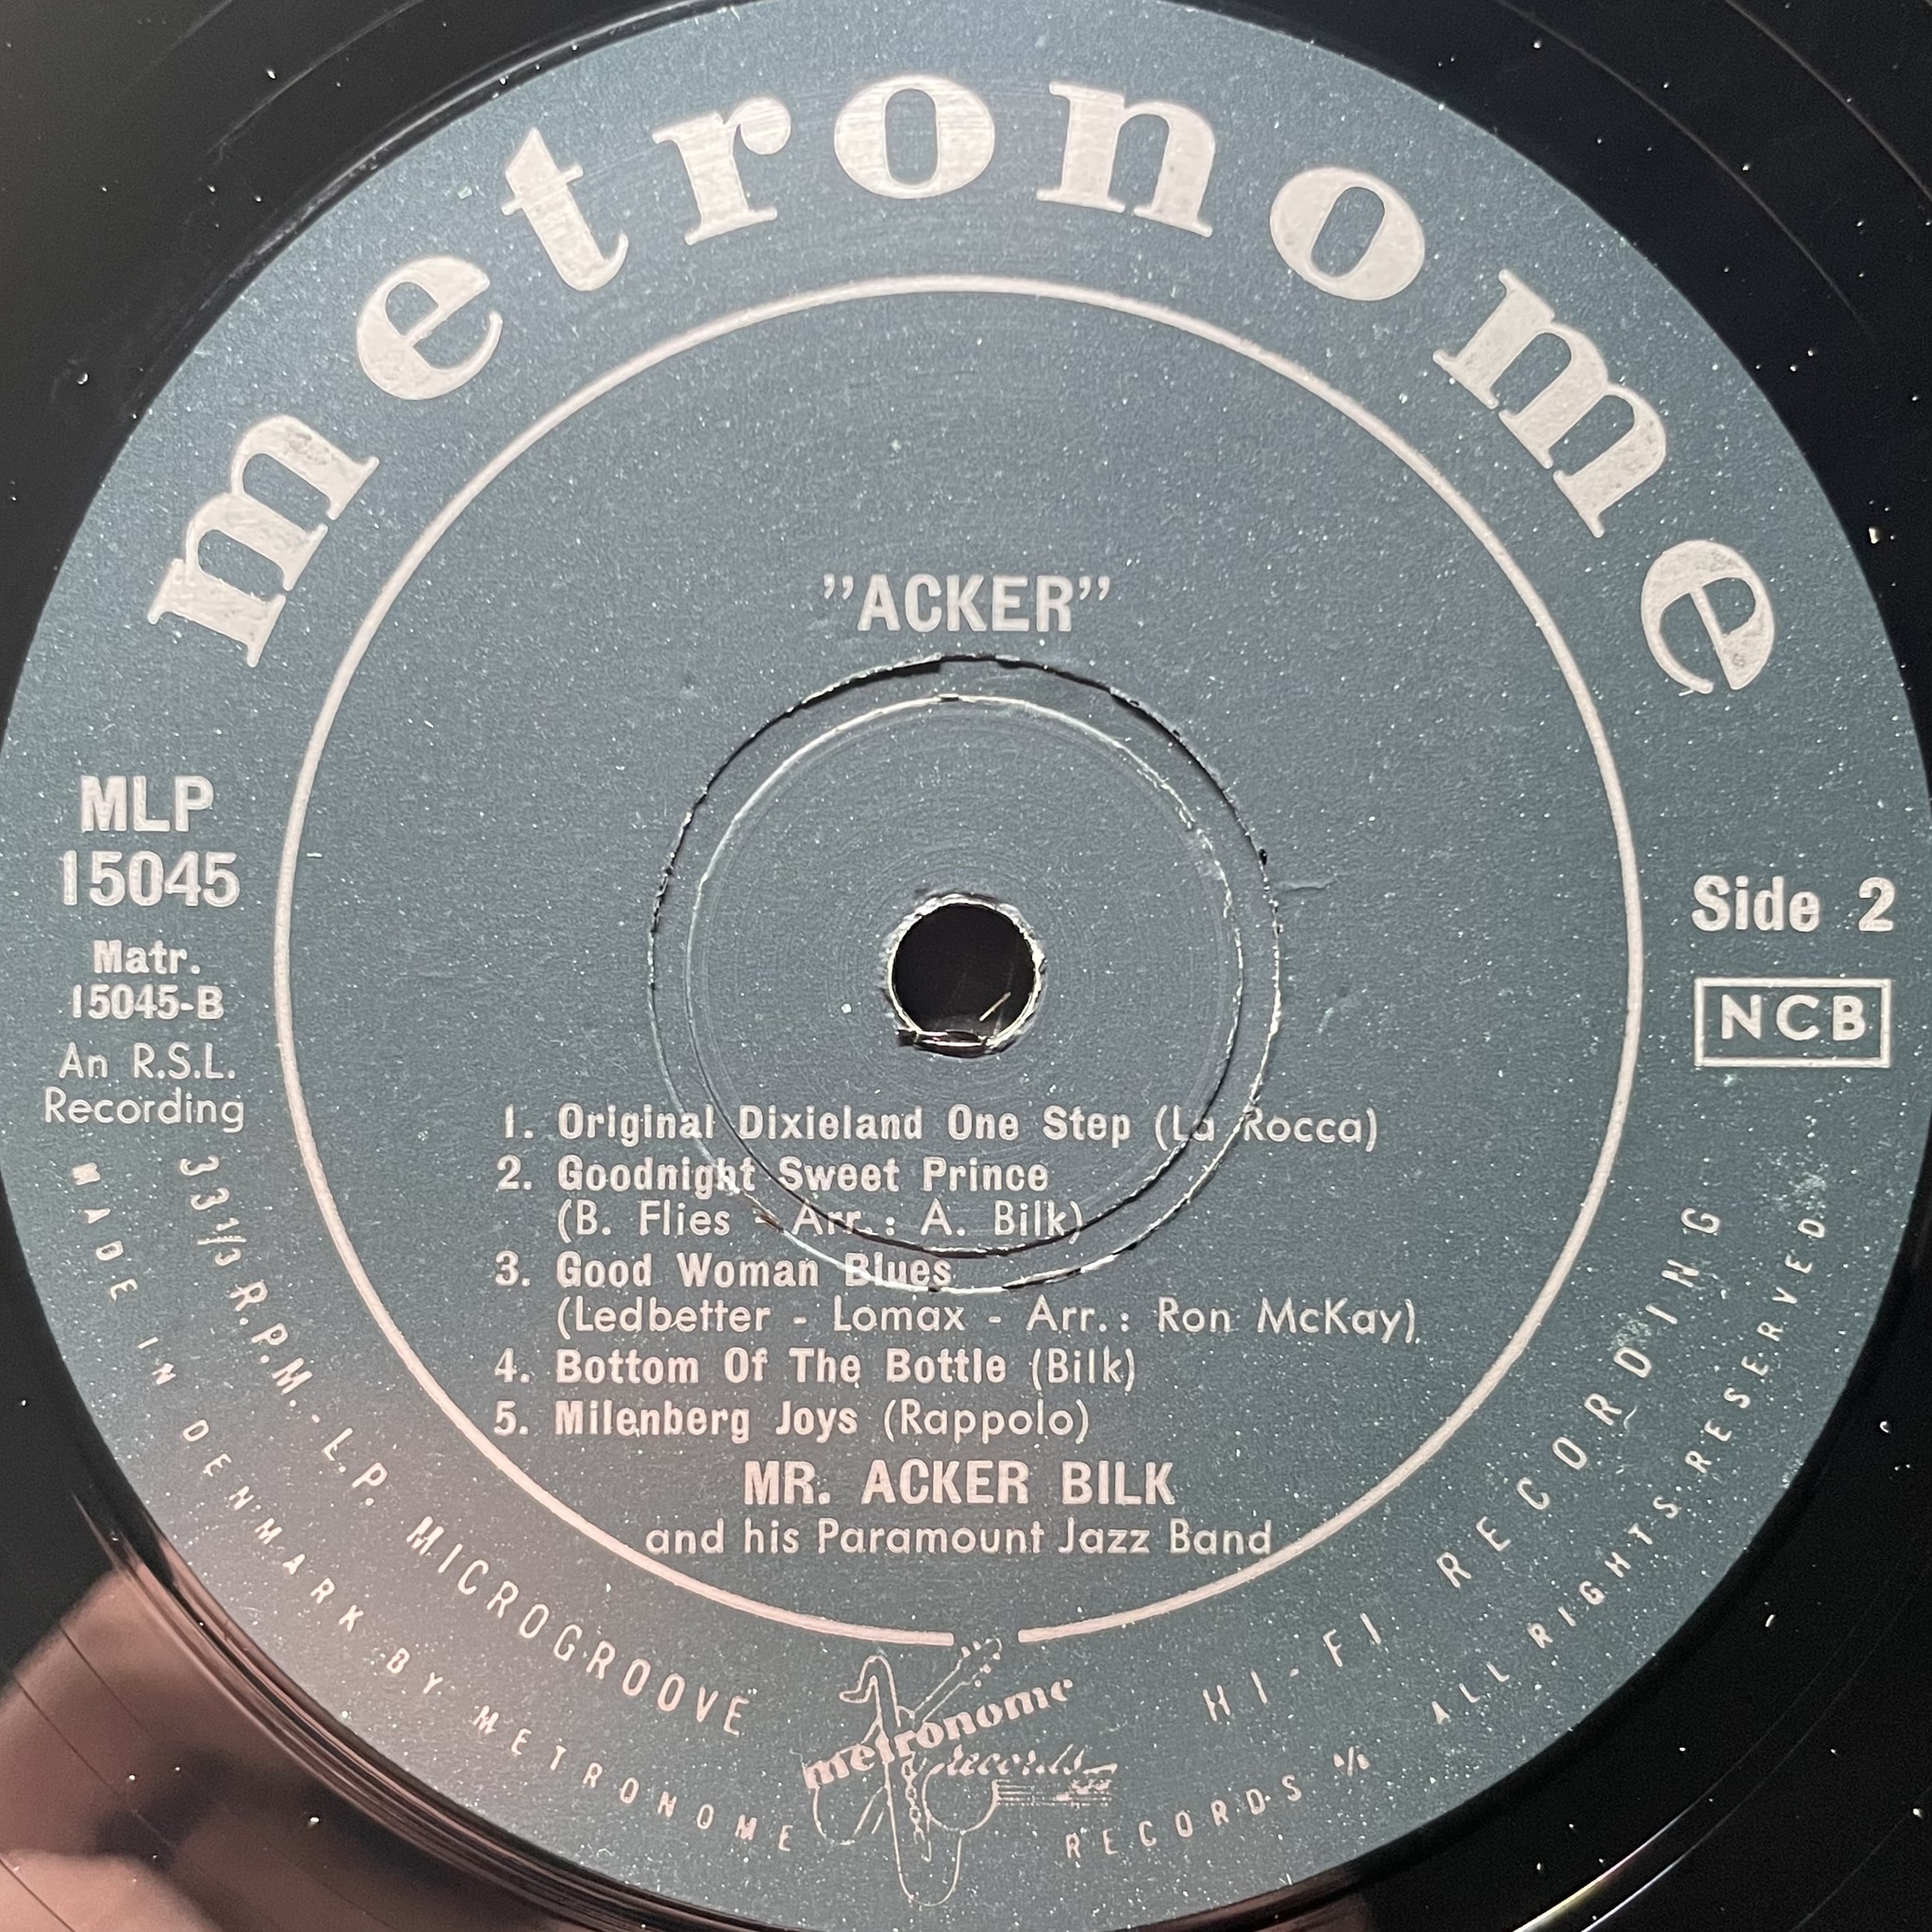 metronome
"ACKER"
MLP
15045
Matr.
15045-B
An R.S.L.
Recording
Side 2
NCB
1. Original Dixieland One Step (La Rocca)
2. Goodnight Sweet Prince
(B. Flies - Arr.: A. Bilk)
3. Good Woman Blues
(Ledbetter - Lomax - Arr.: Ron McKay)
4. Bottom Of The Bottle (Bilk)
5. Milenberg Joys (Rappolo)
MR. ACKER BILK
and his Paramount Jazz Band
33 1/3 R.P.M. - L.P. MICROGROOVE
HI-FI RECORDING
MADE IN DENMARK BY METRONOME RECORDS A/S ALL RIGHTS RESERVED
metronome
records